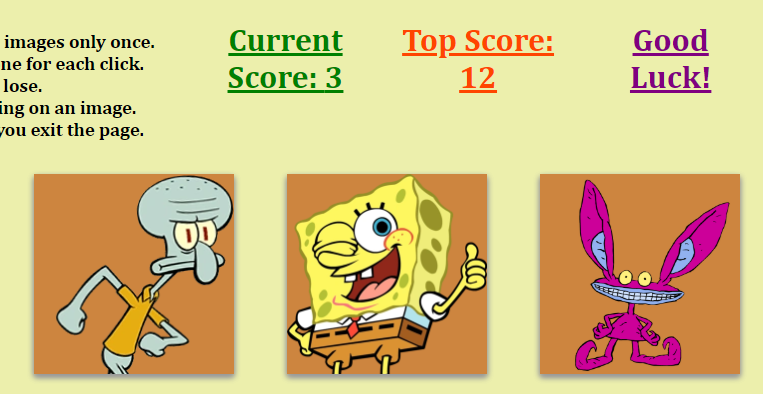 images only once.
ne for each click.
lose.
ing on an image.
you exit the page.
Current
Score: 3
Top Score:
12
Good
Luck!